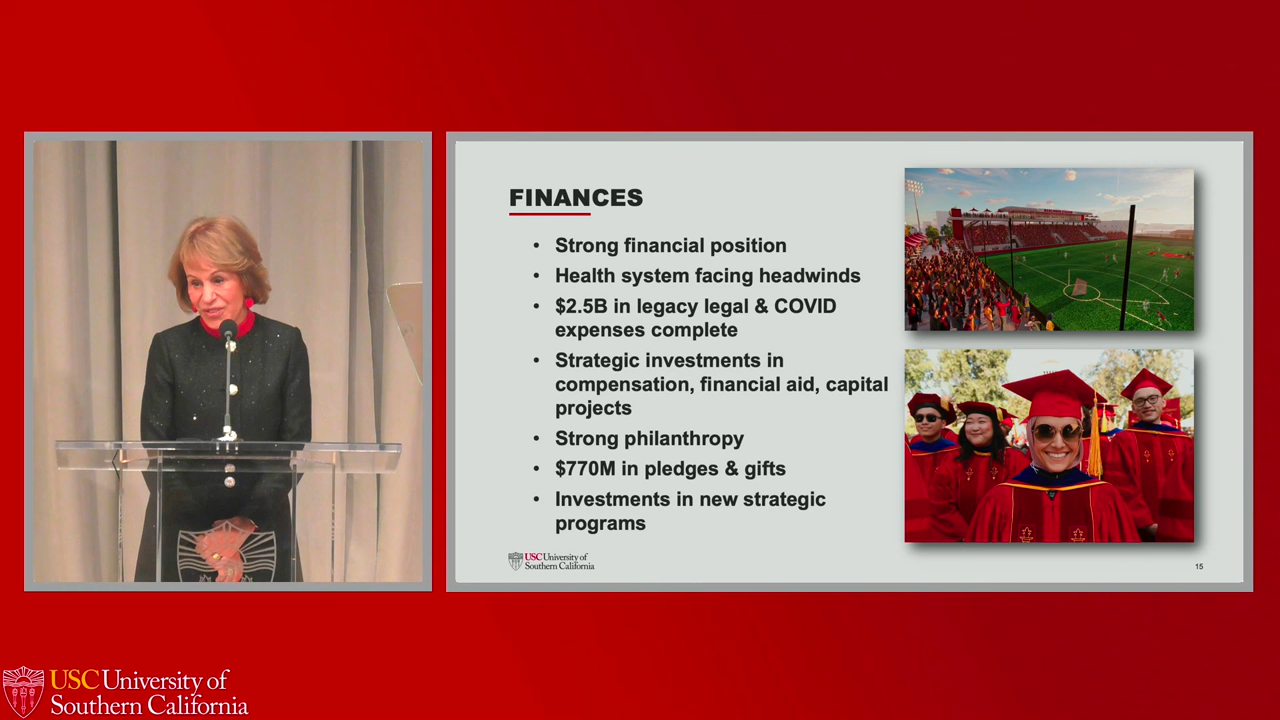 FINANCES
• Strong financial position
• Health system facing headwinds
• $2.5B in legacy legal & COVID
expenses complete
• Strategic investments in
compensation, financial aid, capital
projects
• Strong philanthropy
• $770M in pledges & gifts
• Investments in new strategic
programs
USC University of
Southern California
15
USC University of
Southern California